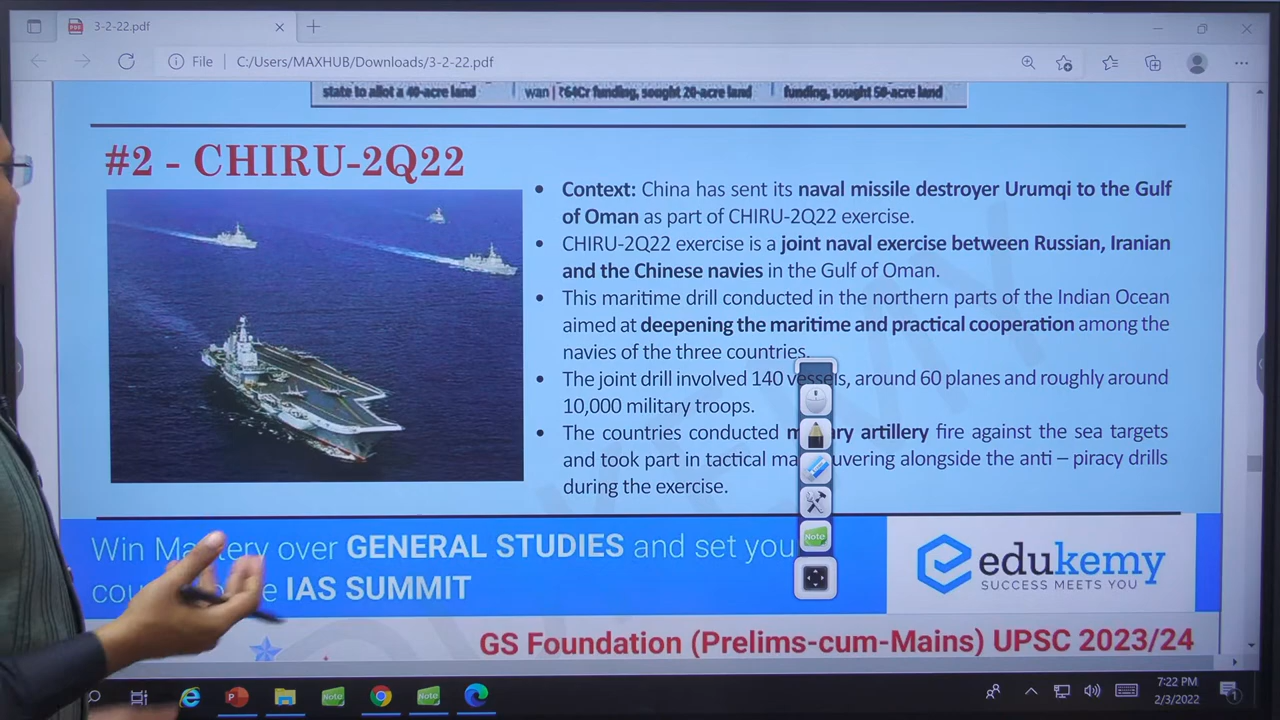 3-2-22.pdf
File C:/Users/MAXHUB/Downloads/3-2-22.pdf
state to allot a 40-acre land wan | ₹64Cr funding, sought 20-acre land funding, sought 50-acre land
#2 - CHIRU-2Q22
• Context: China has sent its naval missile destroyer Urumqi to the Gulf
of Oman as part of CHIRU-2Q22 exercise.
• CHIRU-2Q22 exercise is a joint naval exercise between Russian, Iranian
and the Chinese navies in the Gulf of Oman.
• This maritime drill conducted in the northern parts of the Indian Ocean
aimed at deepening the maritime and practical cooperation among the
navies of the three countries.
• The joint drill involved 140 vessels, around 60 planes and roughly around
10,000 military troops.
• The countries conducted artillery fire against the sea targets
and took part in tactical alongside the anti – piracy drills
during the exercise.
Note
Win Mastery over GENERAL STUDIES and set you
IAS SUMMIT
edukemy
SUCCESS MEETS YOU
GS Foundation (Prelims-cum-Mains) UPSC 2023/24
Note Note
7:22 PM
2/3/2022